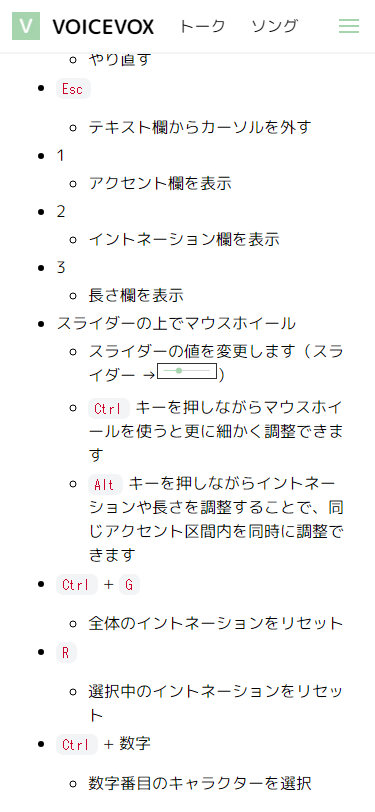 V VOICEVOX トーク ソング
やり直す
Esc
テキスト欄からカーソルを外す
1
アクセント欄を表示
2
イントネーション欄を表示
3
長さ欄を表示
スライダーの上でマウスホイール
スライダーの値を変更します（スラ
イダー →）
Ctrl キーを押しながらマウスホイ
ールを使うと更に細かく調整できま
す
Alt キーを押しながらイントネー
ションや長さを調整することで、同
じアクセント区間内を同時に調整で
きます
Ctrl + G
全体のイントネーションをリセット
R
選択中のイントネーションをリセッ
ト
Ctrl + 数字
数字番目のキャラクターを選択